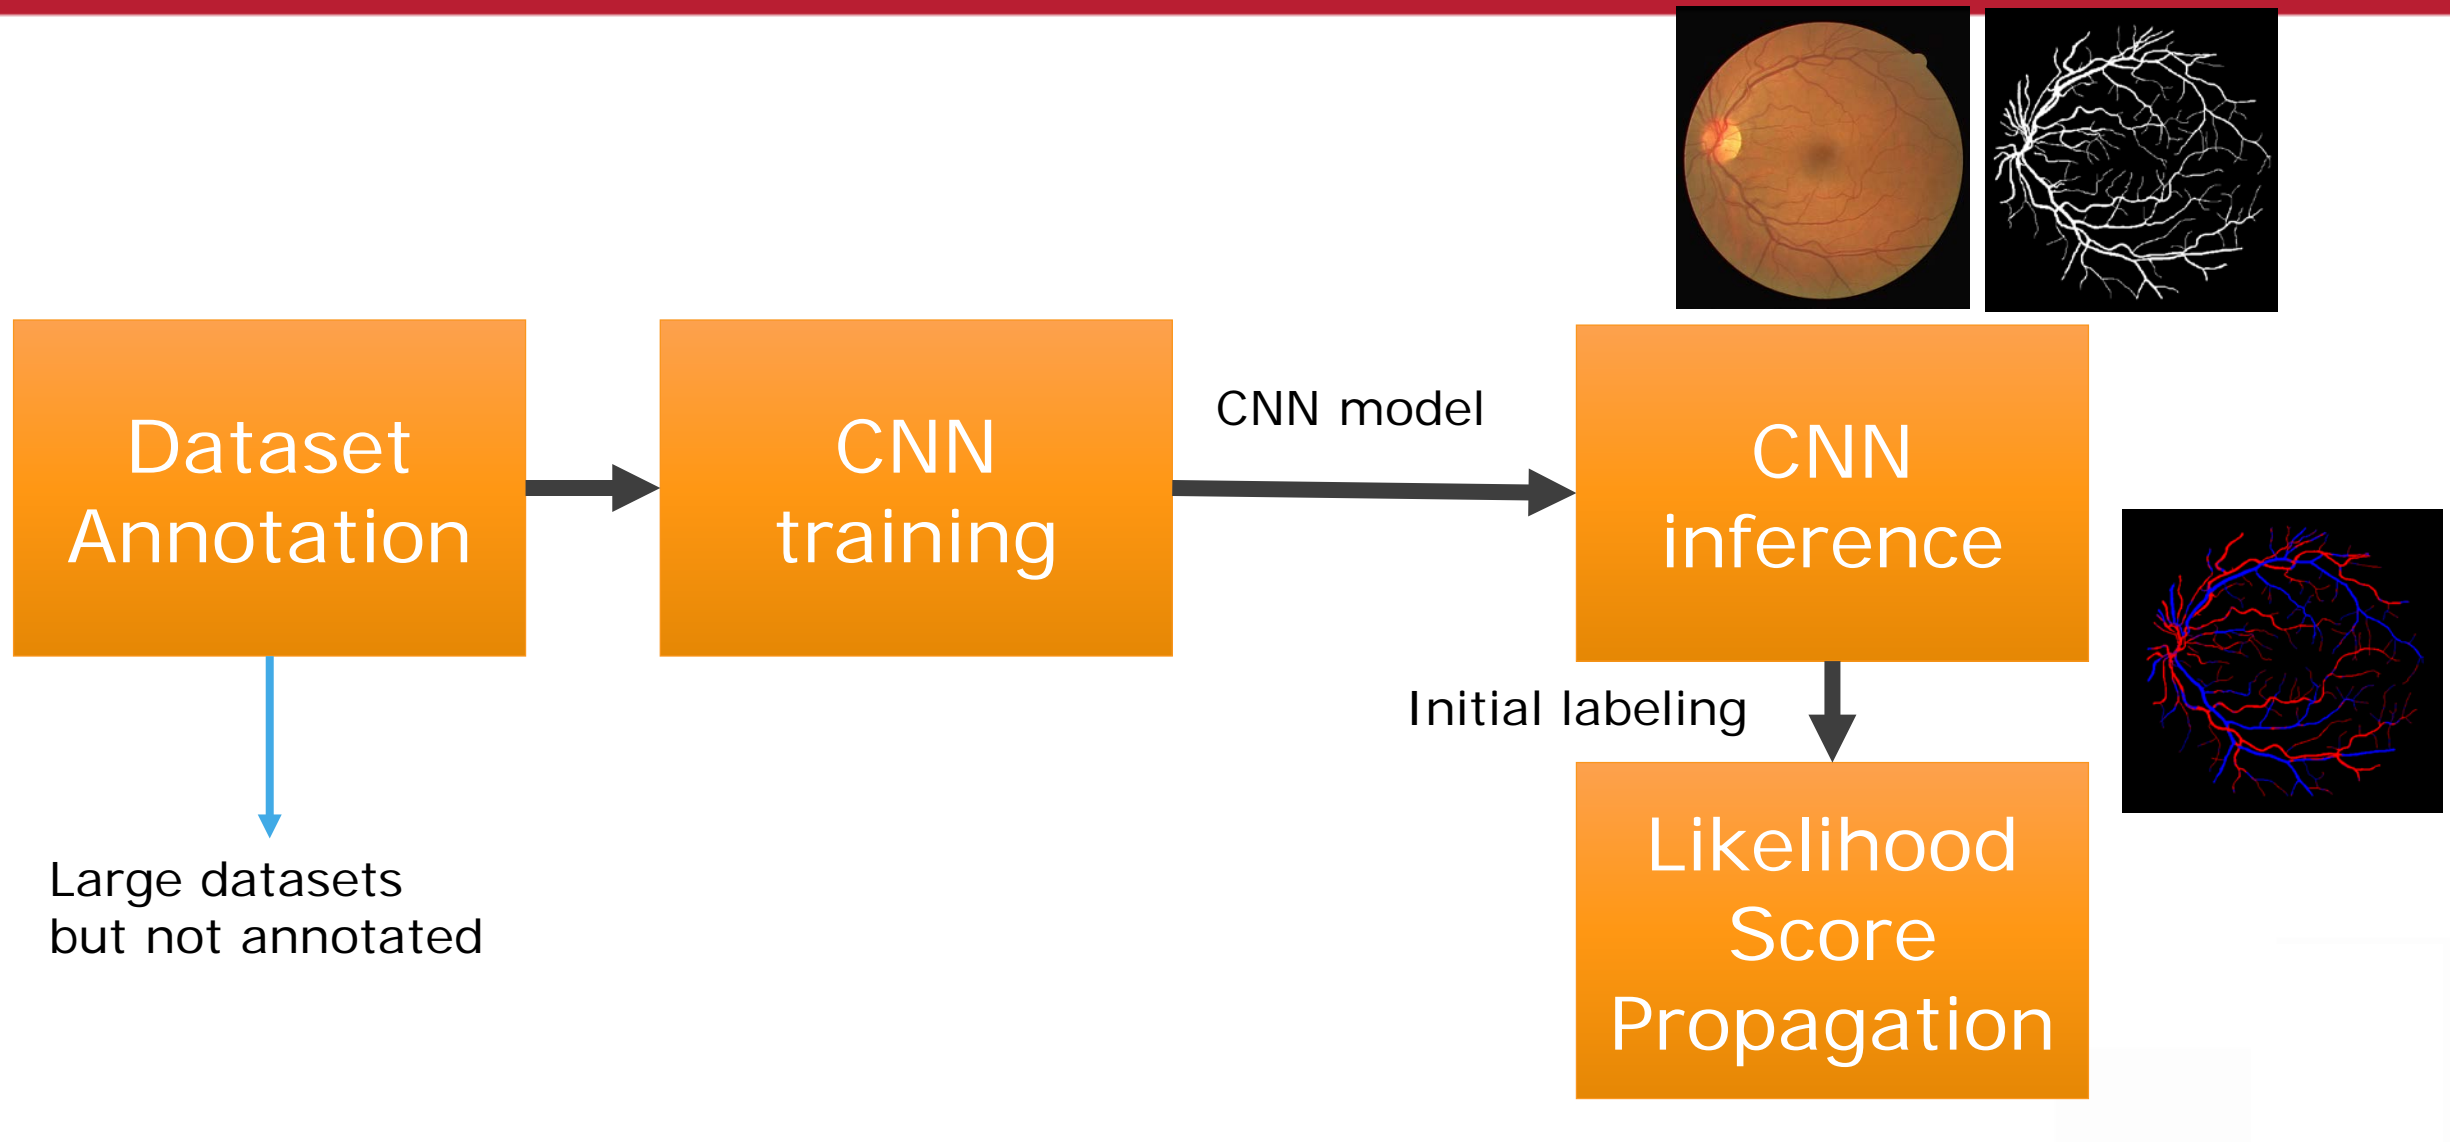 Dataset
Annotation
CNN
training
CNN model
CNN
inference
Initial labeling
Likelihood
Score
Propagation
Large datasets
but not annotated